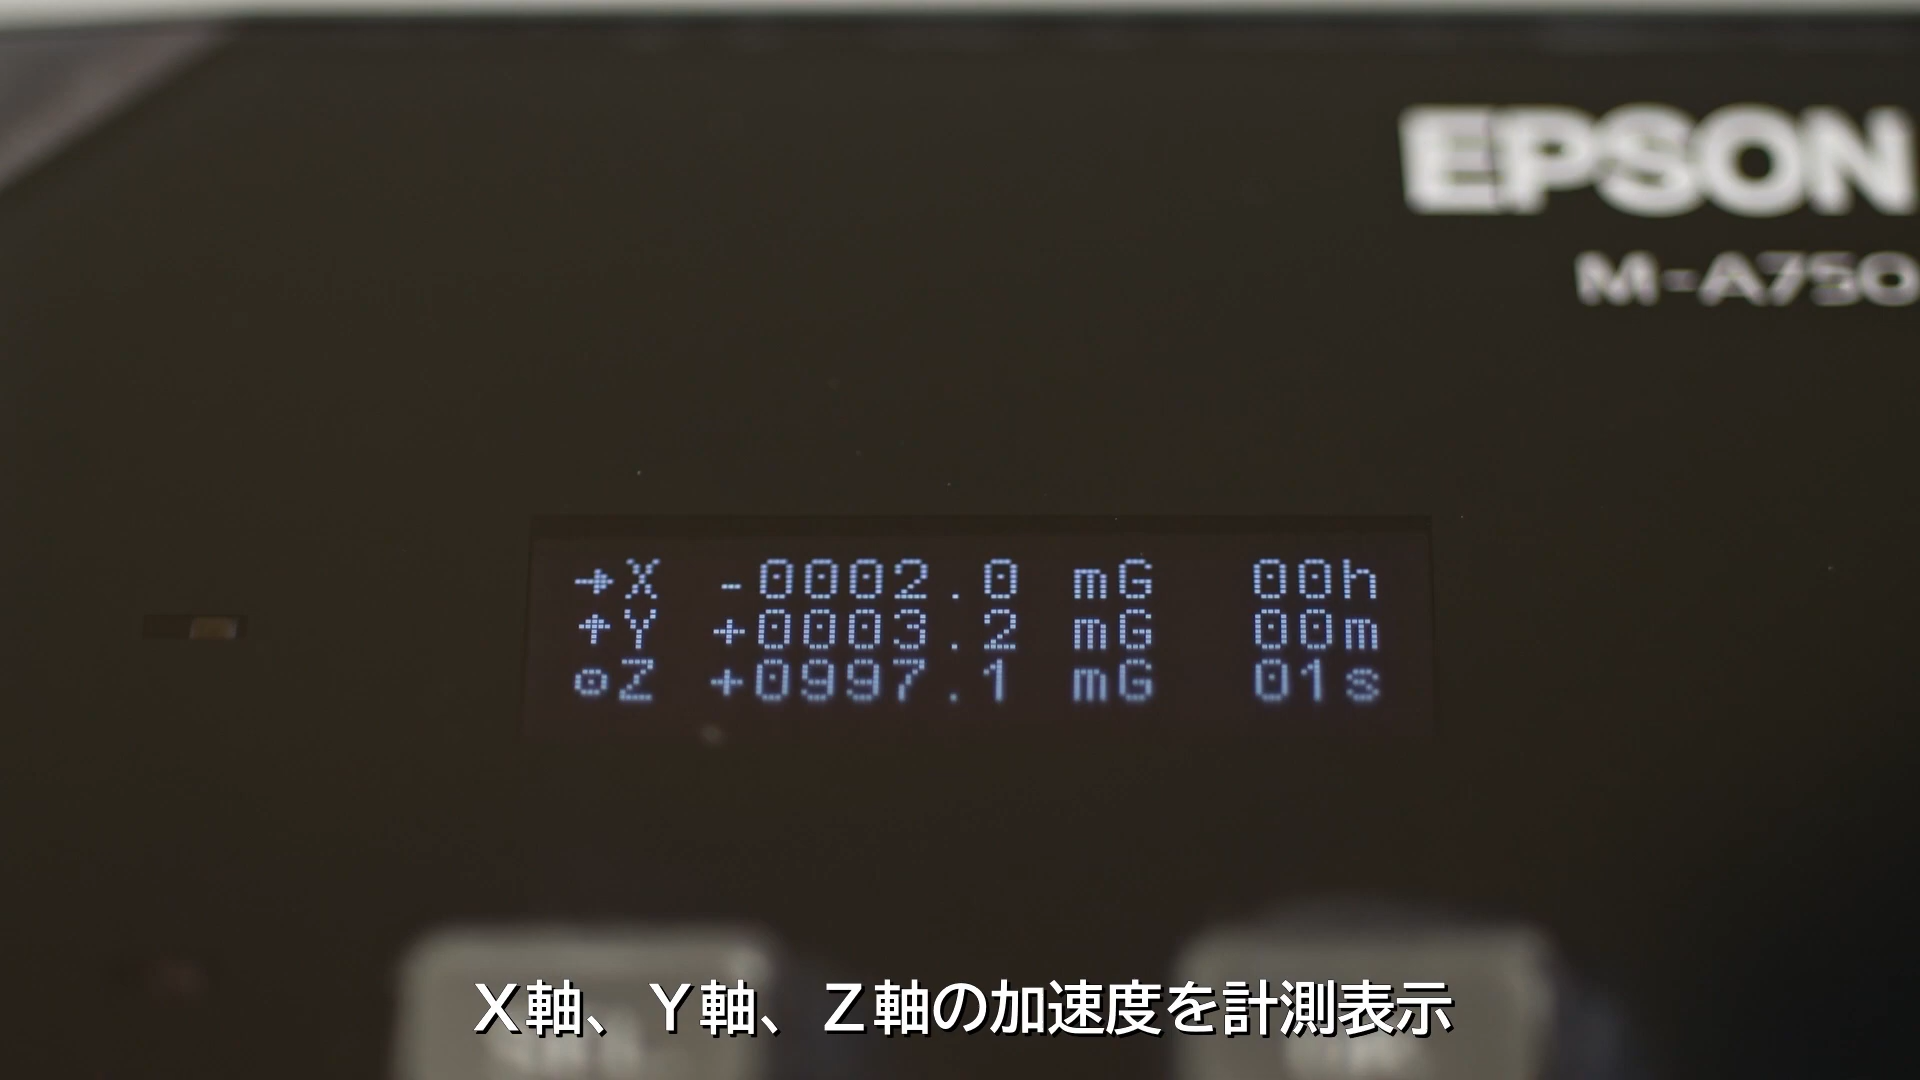 EPSON
M-A750
→X -0002.0 mG 00h
↑Y +0003.2 mG 00m
⊙Z +0997.1 mG 01s
X軸、Y軸、Z軸の加速度を計測表示